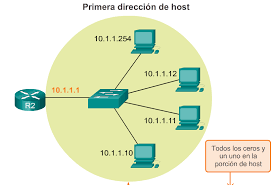 Primera dirección de host
10.1.1.254
10.1.1.12
10.1.1.1
R2
10.1.1.11
10.1.1.10
Todos los ceros y
un uno en la
porción de host